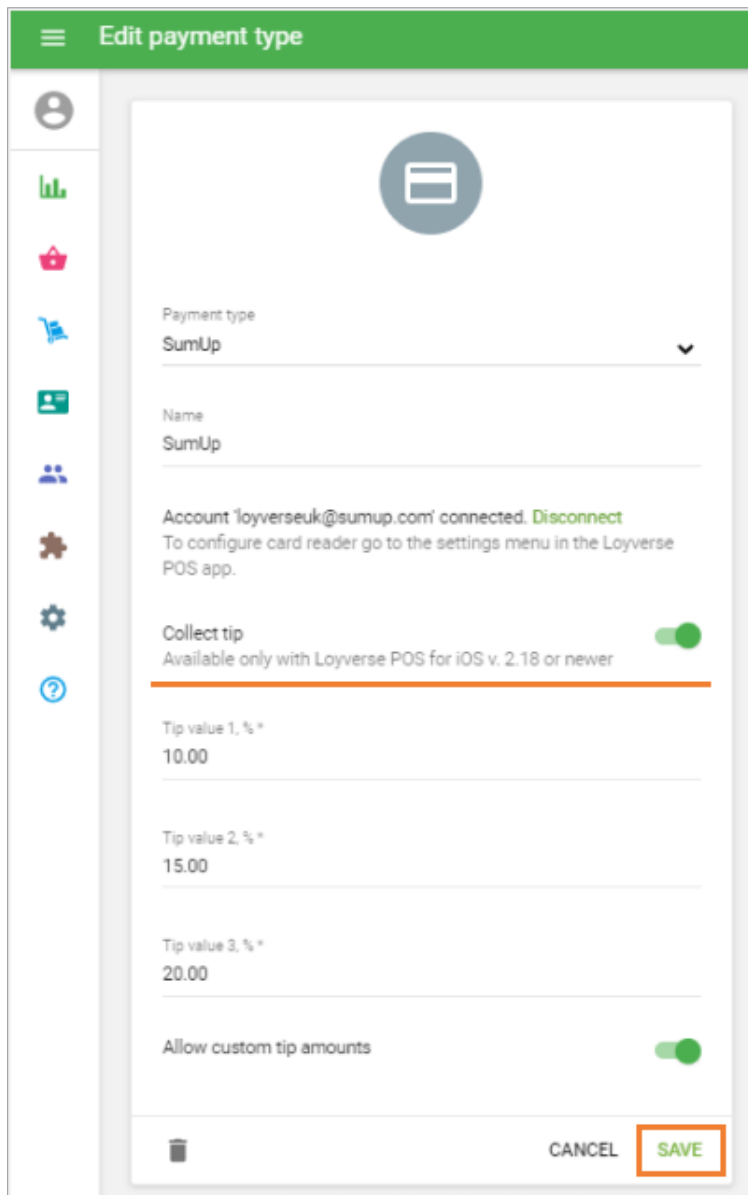 Edit payment type
Payment type
SumUp
Name
SumUp
Account 'loyverseuk@sumup.com' connected. Disconnect
To configure card reader go to the settings menu in the Loyverse
POS app.
Collect tip
Available only with Loyverse POS for iOS v. 2.18 or newer
Tip value 1, % *
10.00
Tip value 2, % *
15.00
Tip value 3, % *
20.00
Allow custom tip amounts
CANCEL SAVE